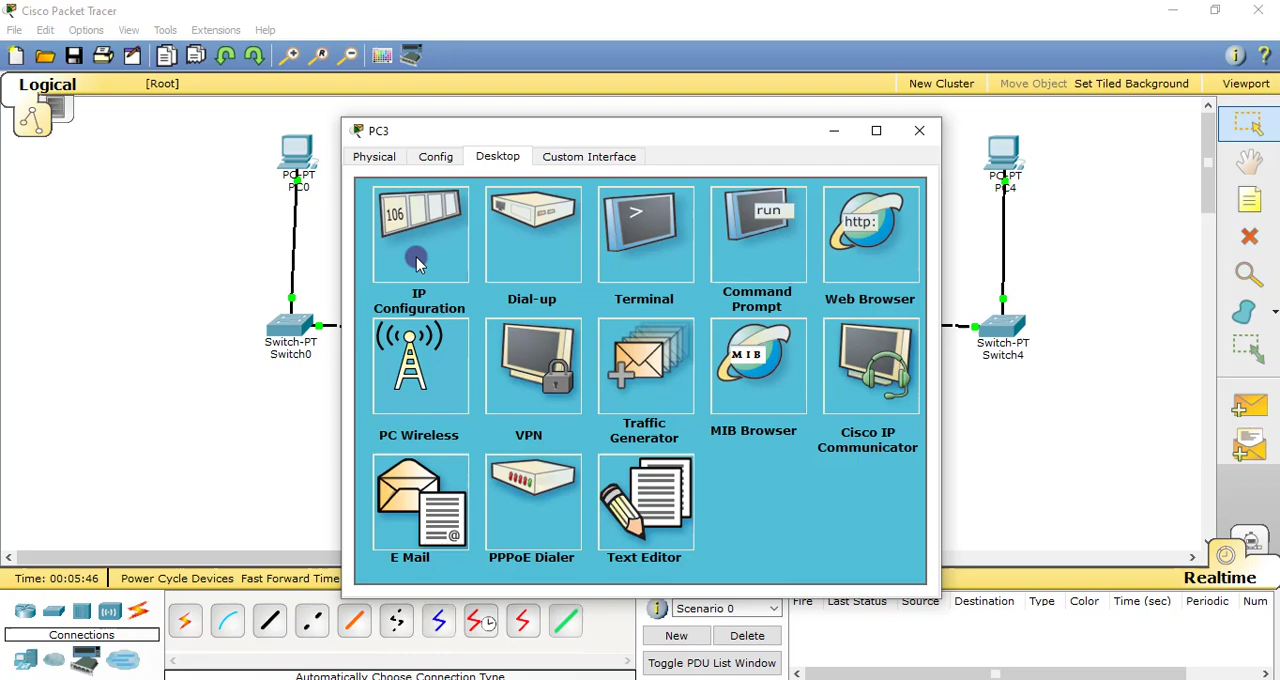 Cisco Packet Tracer
File Edit Options View Tools Extensions Help
Logical [Root] New Cluster Move Object Set Tiled Background Viewport
PC3
Physical Config Desktop Custom Interface
PC-PT
PC0
PC-PT
PC4
106
>
run
http:
IP
Configuration
Dial-up
Terminal
Command
Prompt
Web Browser
Switch-PT
Switch0
Switch-PT
Switch4
MIB
PC Wireless
VPN
Traffic
Generator
MIB Browser
Cisco IP
Communicator
@
E Mail
PPPoE Dialer
Text Editor
Time: 00:05:46 Power Cycle Devices Fast Forward Time
Realtime
Connections
Scenario 0
New Delete
Toggle PDU List Window
Fire Last Status Source Destination Type Color Time (sec) Periodic Num
Automatically Choose Connection Type